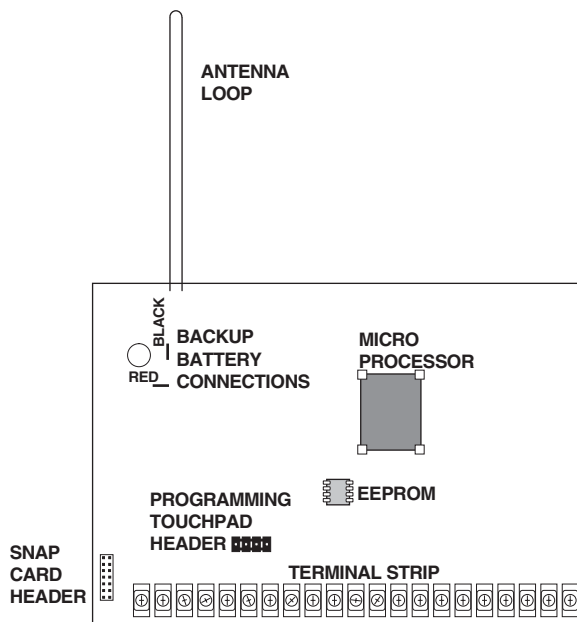 ANTENNA
LOOP
BLACK
BACKUP
BATTERY
CONNECTIONS
RED
MICRO
PROCESSOR
EEPROM
PROGRAMMING
TOUCHPAD
HEADER
SNAP
CARD
HEADER
TERMINAL STRIP